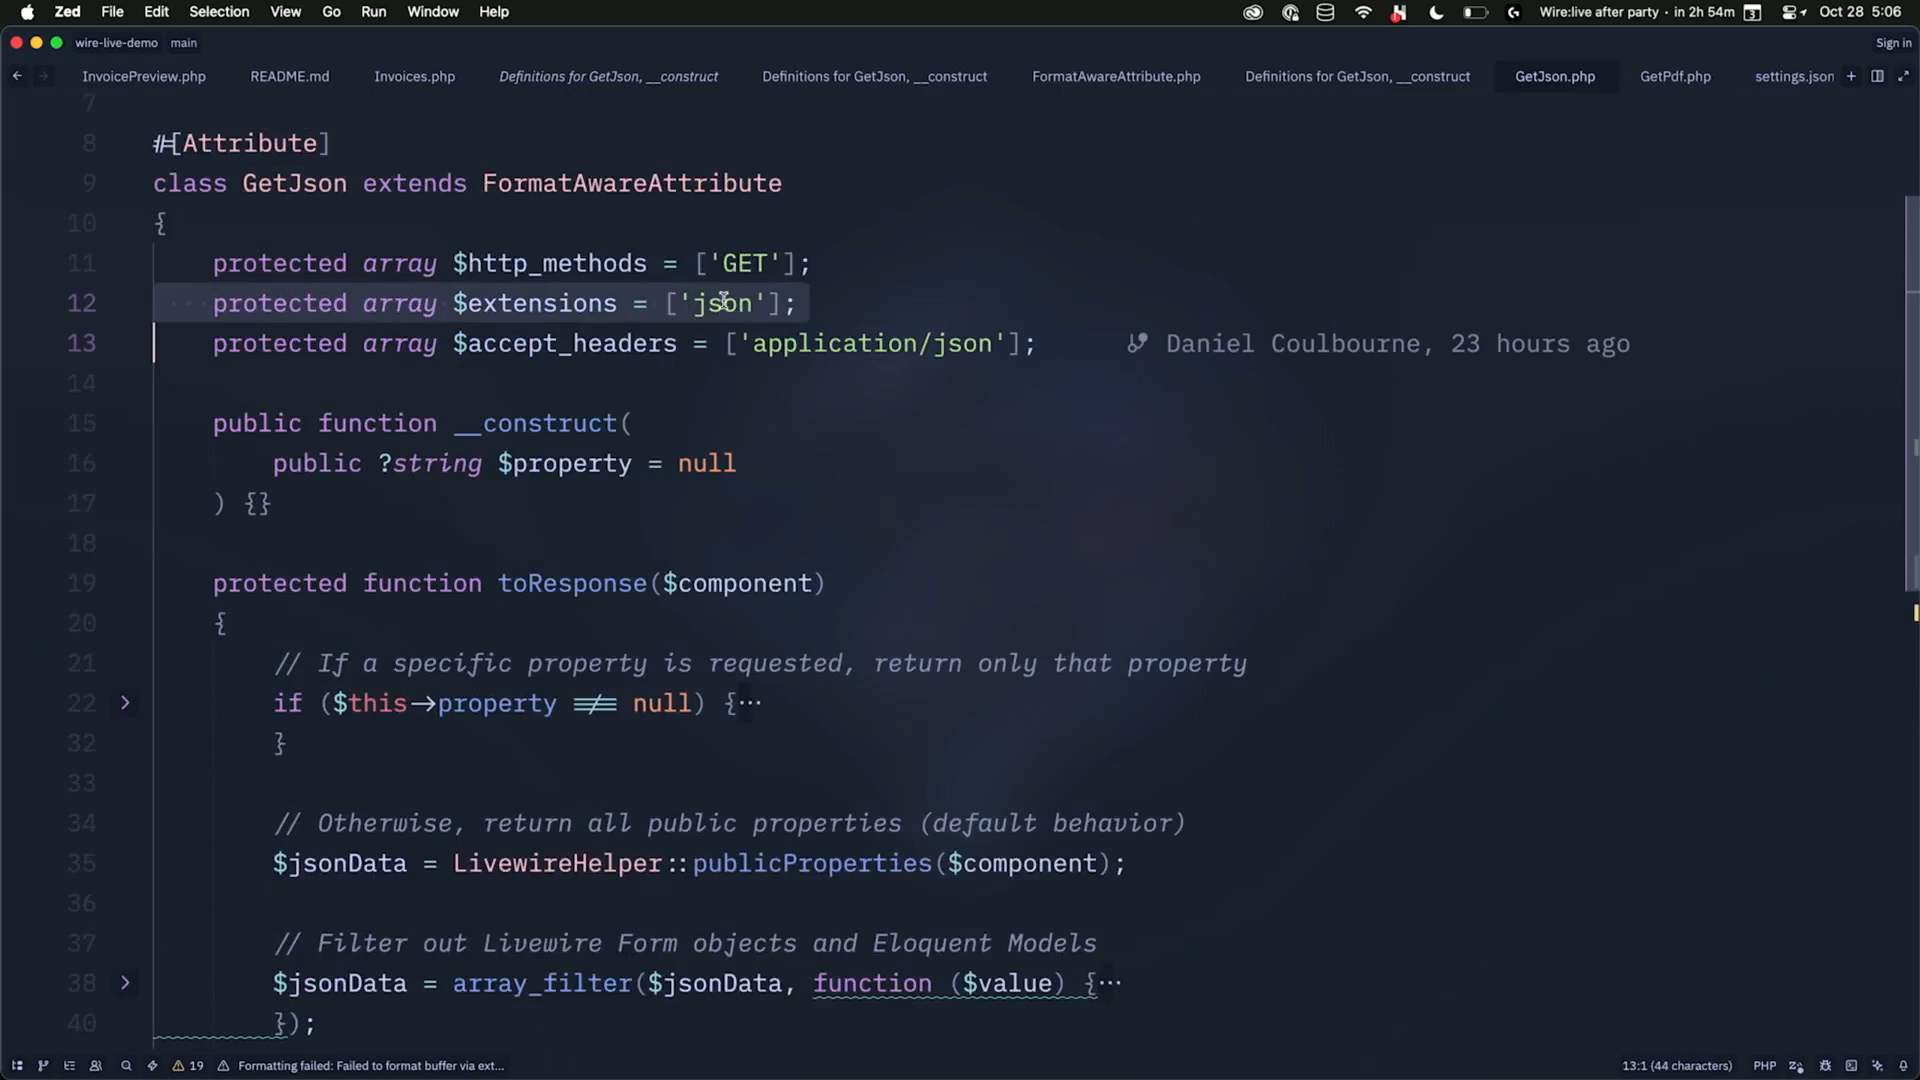 Zed File Edit Selection View Go Run Window Help Wire:live after party · in 2h 54m 3 Oct 28 5:06
wire-live-demo main Sign in
InvoicePreview.php README.md Invoices.php Definitions for GetJson, __construct Definitions for GetJson, __construct FormatAwareAttribute.php Definitions for GetJson, __construct GetJson.php GetPdf.php settings.json
7
8 #[Attribute]
9 class GetJson extends FormatAwareAttribute
10 {
11 protected array $http_methods = ['GET'];
12 protected array $extensions = ['json'];
13 protected array $accept_headers = ['application/json']; Daniel Coulbourne, 23 hours ago
14
15 public function __construct(
16 public ?string $property = null
17 ) {}
18
19 protected function toResponse($component)
20 {
21 // If a specific property is requested, return only that property
22 if ($this->property !== null) {⋯
32 }
33
34 // Otherwise, return all public properties (default behavior)
35 $jsonData = LivewireHelper::publicProperties($component);
36
37 // Filter out Livewire Form objects and Eloquent Models
38 $jsonData = array_filter($jsonData, function ($value) {⋯
40 });
19 Formatting failed: Failed to format buffer via ext... 13:1 (44 characters) PHP